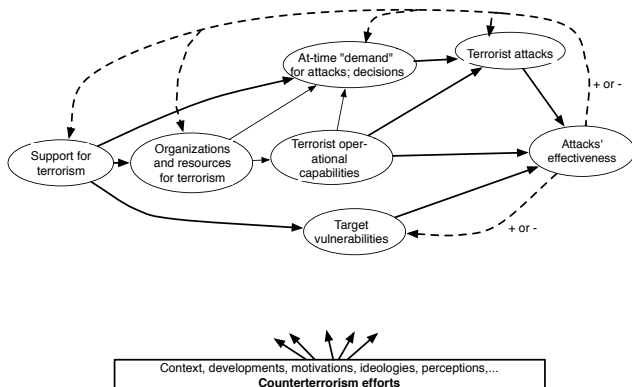 At-time "demand"
for attacks; decisions
Terrorist attacks
+ or -
Support for
terrorism
Organizations
and resources
for terrorism
Terrorist oper-
ational
capabilities
Attacks'
effectiveness
Target
vulnerabilities
+ or -
Context, developments, motivations, ideologies, perceptions,...
Counterterrorism efforts